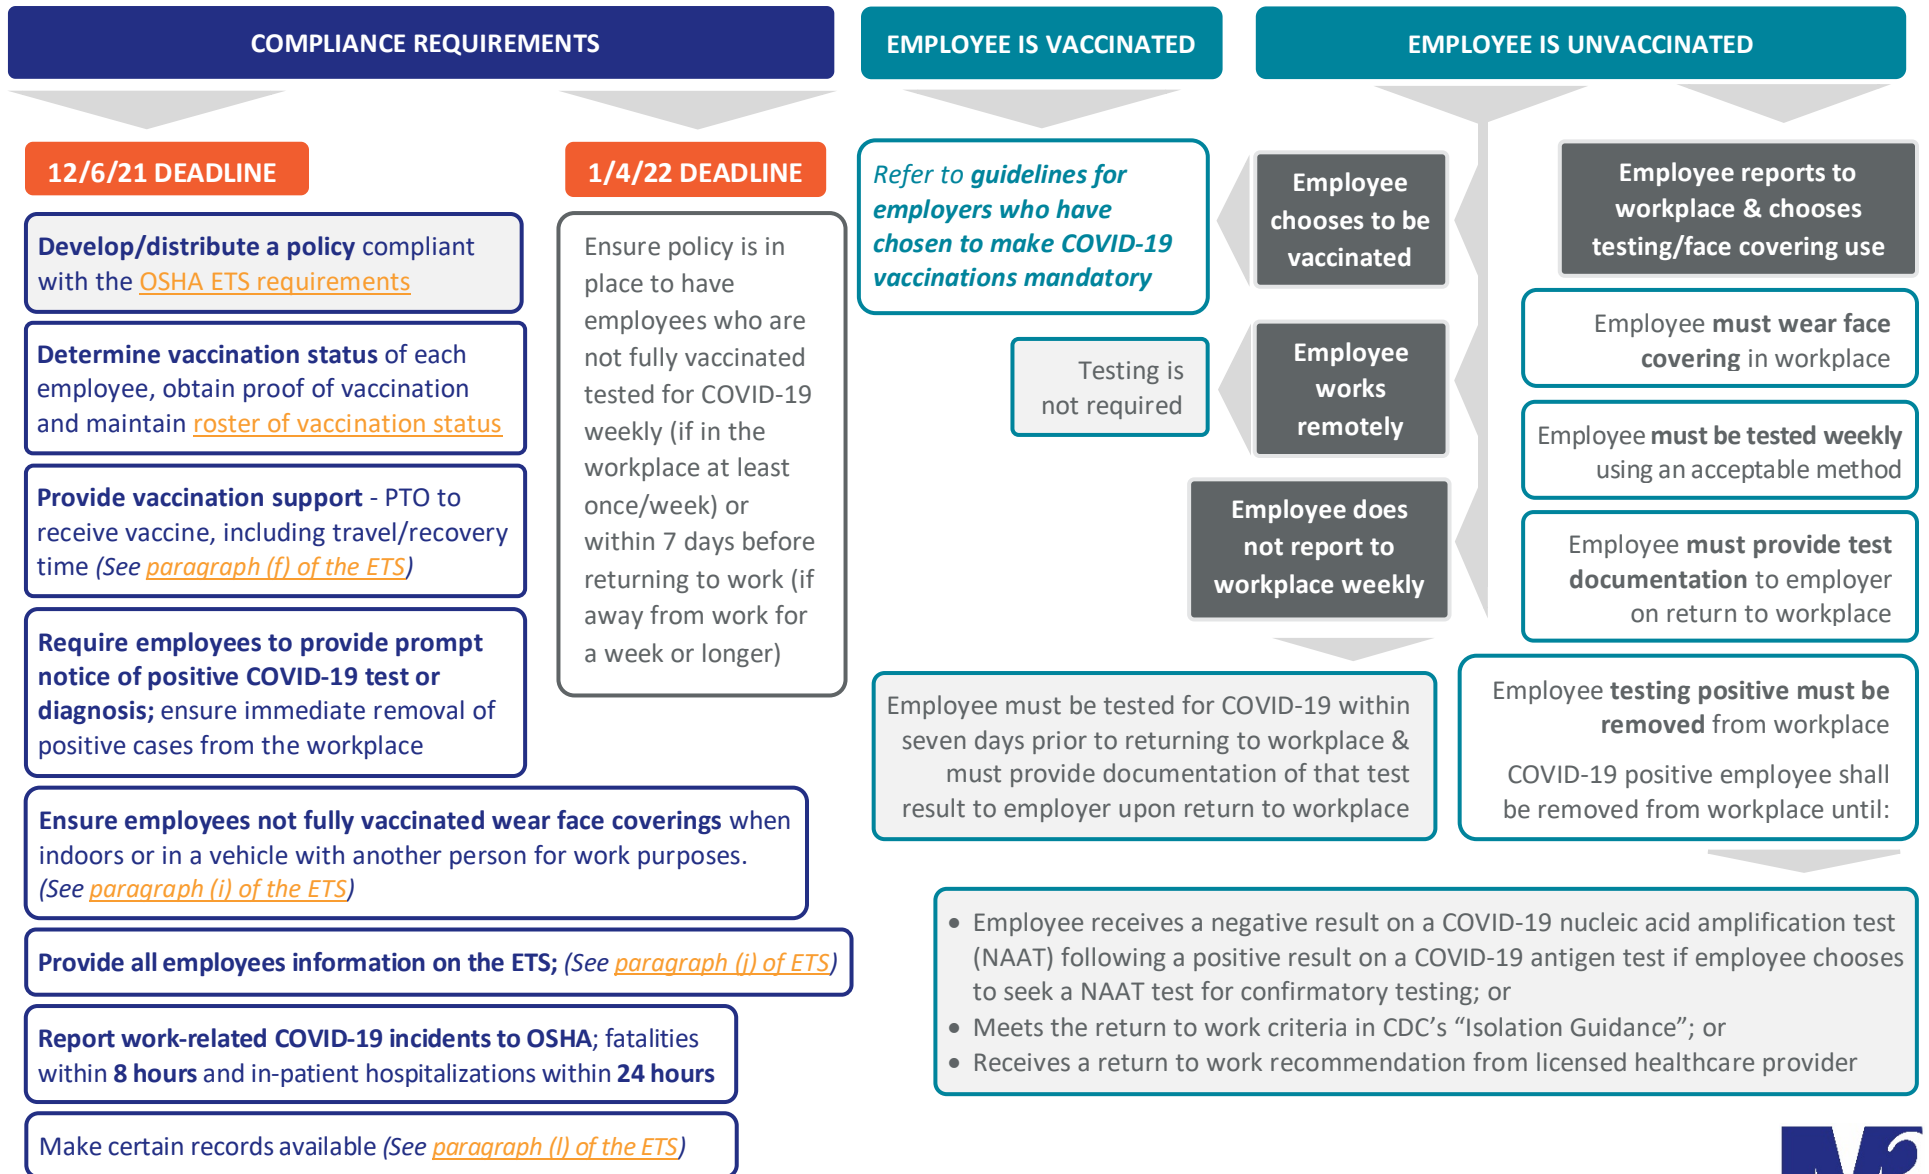 COMPLIANCE REQUIREMENTS
12/6/21 DEADLINE
Develop/distribute a policy compliant
with the OSHA ETS requirements
Determine vaccination status of each
employee, obtain proof of vaccination
and maintain roster of vaccination status
Provide vaccination support - PTO to
receive vaccine, including travel/recovery
time (See paragraph (f) of the ETS)
Require employees to provide prompt
notice of positive COVID-19 test or
diagnosis; ensure immediate removal of
positive cases from the workplace
Ensure employees not fully vaccinated wear face coverings when
indoors or in a vehicle with another person for work purposes.
(See paragraph (i) of the ETS)
Provide all employees information on the ETS; (See paragraph (j) of ETS)
Report work-related COVID-19 incidents to OSHA; fatalities
within 8 hours and in-patient hospitalizations within 24 hours
Make certain records available (See paragraph (l) of the ETS)
1/4/22 DEADLINE
Ensure policy is in
place to have
employees who are
not fully vaccinated
tested for COVID-19
weekly (if in the
workplace at least
once/week) or
within 7 days before
returning to work (if
away from work for
a week or longer)
EMPLOYEE IS VACCINATED
Refer to guidelines for
employers who have
chosen to make COVID-19
vaccinations mandatory
EMPLOYEE IS UNVACCINATED
Employee
chooses to be
vaccinated
Employee
works
remotely
Testing is
not required
Employee does
not report to
workplace weekly
Employee must be tested for COVID-19 within
seven days prior to returning to workplace &
must provide documentation of that test
result to employer upon return to workplace
Employee reports to
workplace & chooses
testing/face covering use
Employee must wear face
covering in workplace
Employee must be tested weekly
using an acceptable method
Employee must provide test
documentation to employer
on return to workplace
Employee testing positive must be
removed from workplace
COVID-19 positive employee shall
be removed from workplace until:
• Employee receives a negative result on a COVID-19 nucleic acid amplification test
(NAAT) following a positive result on a COVID-19 antigen test if employee chooses
to seek a NAAT test for confirmatory testing; or
• Meets the return to work criteria in CDC's “Isolation Guidance”; or
• Receives a return to work recommendation from licensed healthcare provider